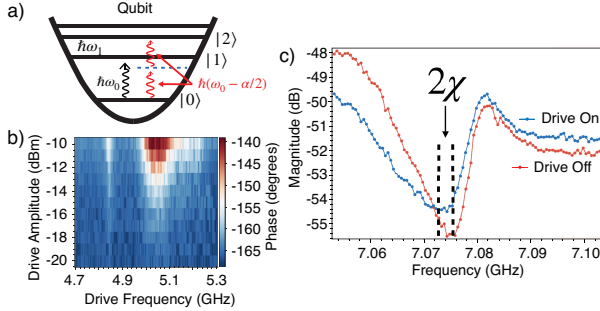 a)
Qubit
|2⟩
ħω₁
|1⟩
ħω₀
ħ(ω₀ − α/2)
|0⟩
b)
Drive Amplitude (dBm)
-10
-12
-14
-16
-18
-20
4.7
4.9
5.1
5.3
Drive Frequency (GHz)
-140
-145
-150
-155
-160
-165
Phase (degrees)
c)
Magnitude (dB)
-48
-49
-50
-51
-52
-53
-54
-55
2χ
Drive On
Drive Off
7.06
7.07
7.08
7.09
7.10
Frequency (GHz)